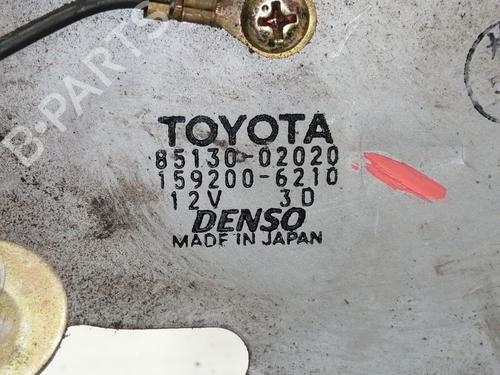 B-PARTS
TOYOTA
85130-02020
159200-6210
12V 3D
DENSO
MADE IN JAPAN